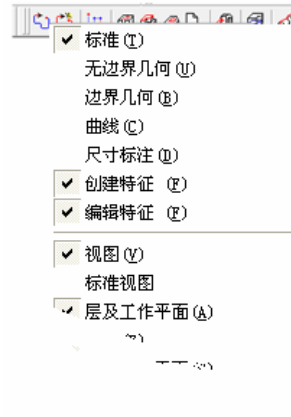 标准(T)
无边界几何(U)
边界几何(B)
曲线(C)
尺寸标注(D)
创建特征 (F)
编辑特征 (F)
视图(V)
标准视图
层及工作平面(A)